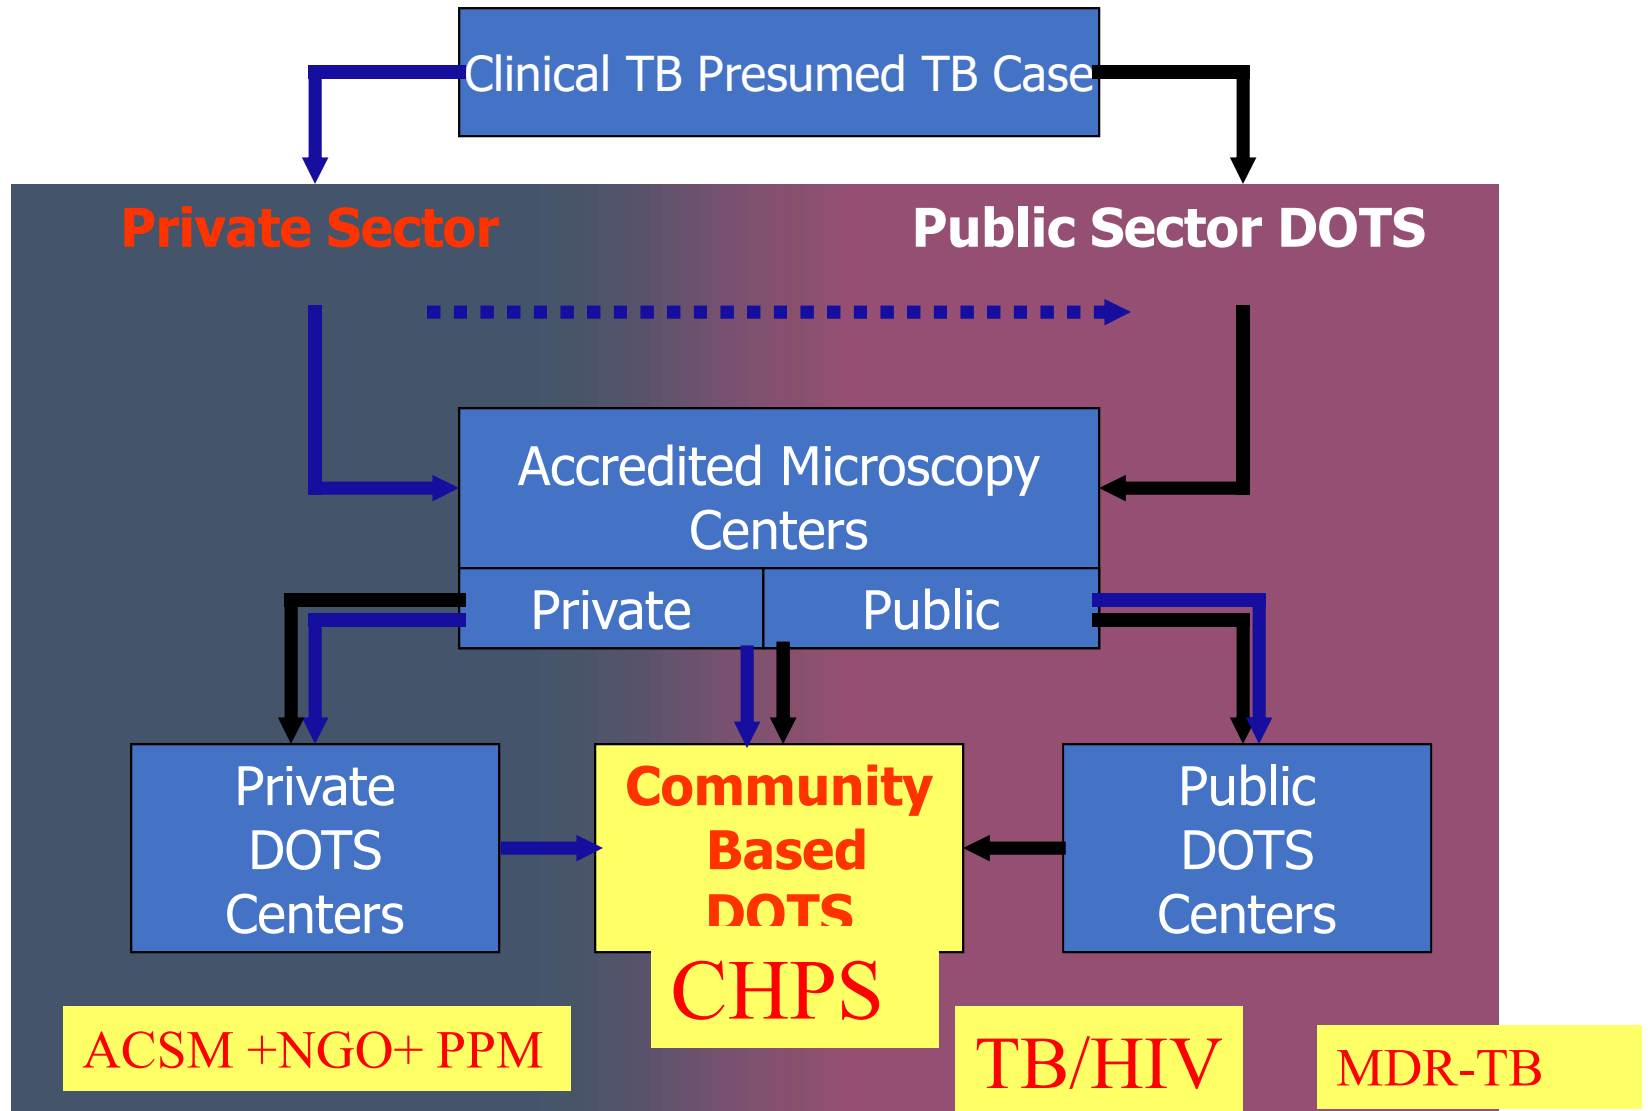 Clinical TB Presumed TB Case
Private Sector
Public Sector DOTS
Accredited Microscopy
Centers
Private
Public
Private
DOTS
Centers
Community
Based
DOTS
Public
DOTS
Centers
CHPS
ACSM +NGO+ PPM
TB/HIV
MDR-TB